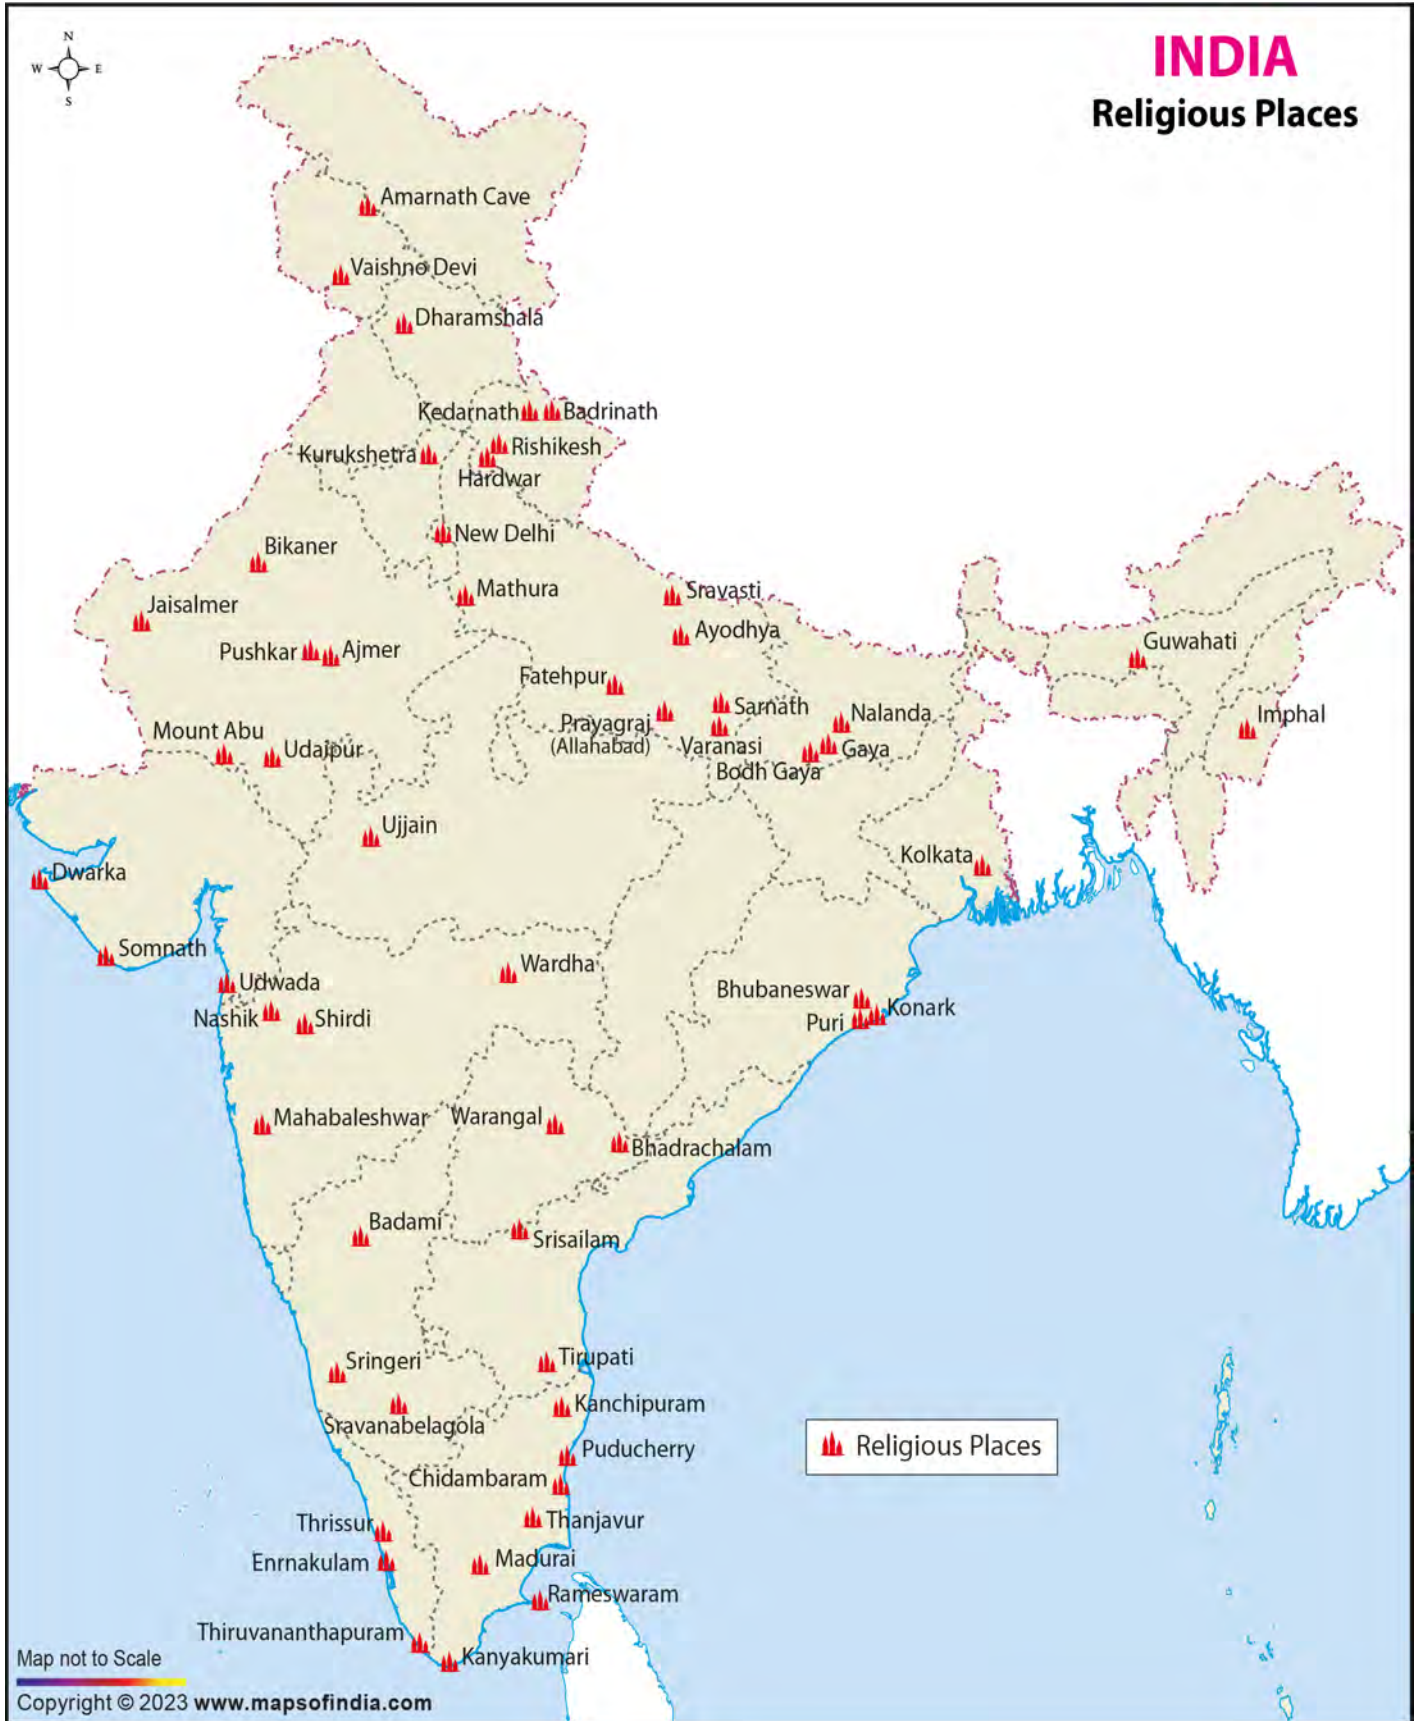 N
W E
S
INDIA
Religious Places
Amarnath Cave
Vaishno Devi
Dharamshala
Kedarnath
Badrinath
Rishikesh
Kurukshetra
Hardwar
New Delhi
Bikaner
Mathura
Sravasti
Jaisalmer
Ayodhya
Pushkar
Ajmer
Guwahati
Fatehpur
Sarnath
Nalanda
Imphal
Prayagraj
(Allahabad)
Varanasi
Gaya
Bodh Gaya
Mount Abu
Udaipur
Ujjain
Kolkata
Dwarka
Somnath
Wardha
Udwada
Bhubaneswar
Konark
Nashik
Shirdi
Puri
Mahabaleshwar
Warangal
Bhadrachalam
Badami
Srisailam
Sringeri
Tirupati
Sravanabelagola
Kanchipuram
Religious Places
Puducherry
Chidambaram
Thrissur
Thanjavur
Enrnakulam
Madurai
Rameswaram
Thiruvananthapuram
Kanyakumari
Map not to Scale
Copyright © 2023 www.mapsofindia.com